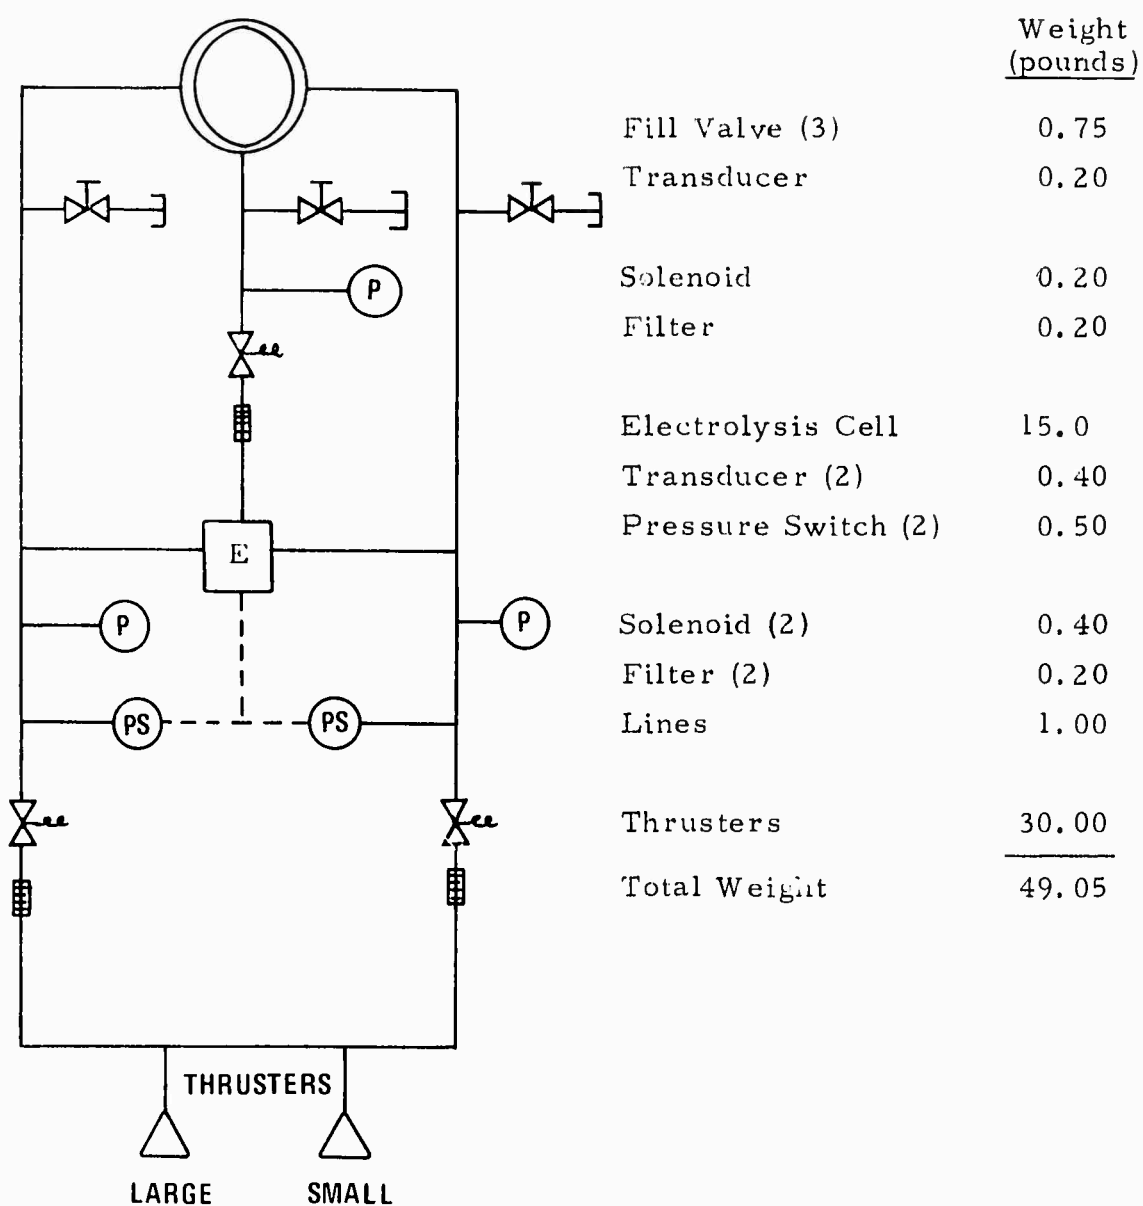 Weight
(pounds)
Fill Valve (3) 0.75
Transducer 0.20
P
Solenoid 0.20
Filter 0.20
Electrolysis Cell 15.0
Transducer (2) 0.40
Pressure Switch (2) 0.50
E
P P
Solenoid (2) 0.40
Filter (2) 0.20
PS PS
Lines 1.00
Thrusters 30.00
Total Weight 49.05
THRUSTERS
LARGE SMALL